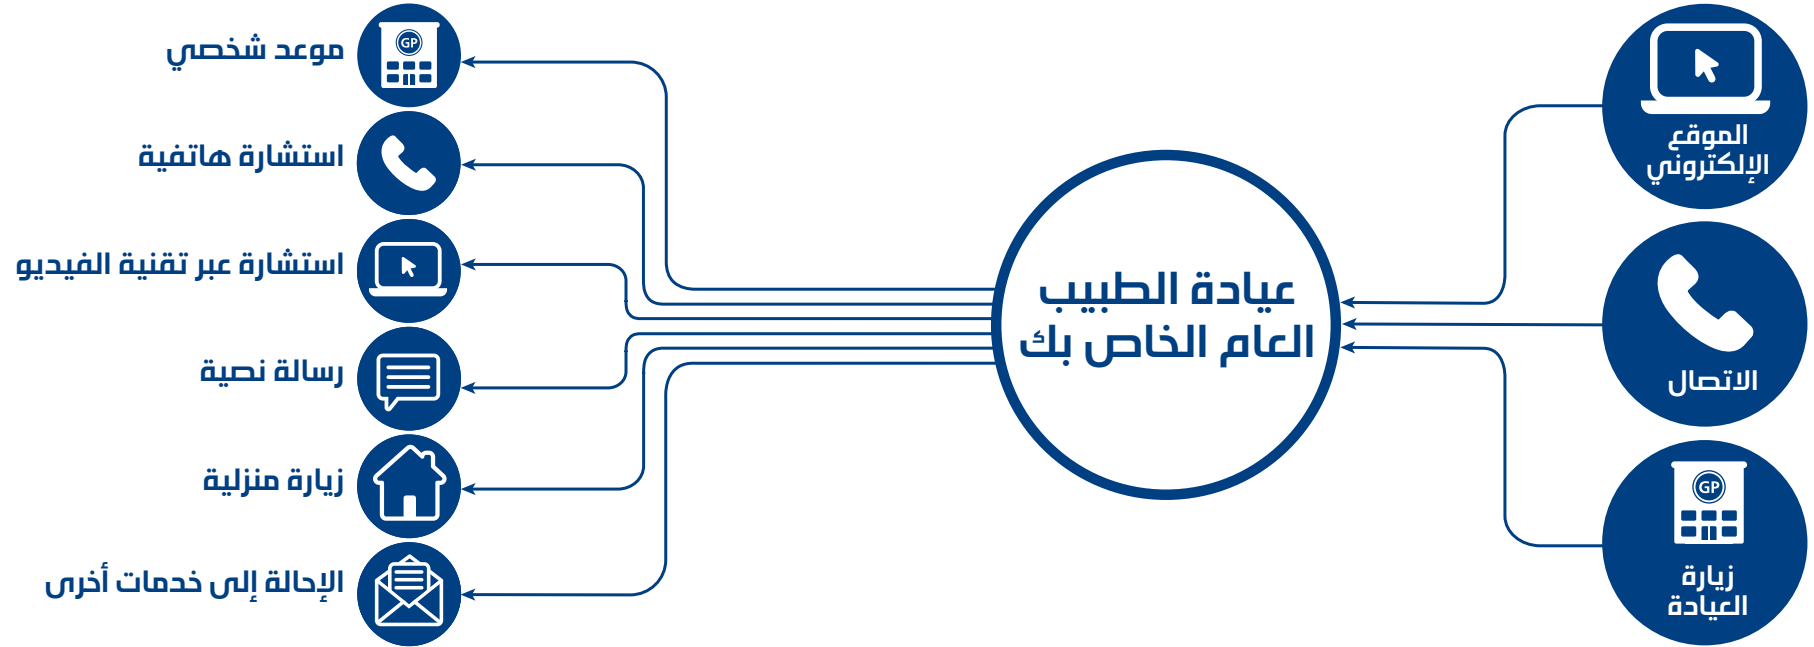 الموقع
الإلكتروني
الاتصال
GP
زيارة
العيادة
عيادة الطبيب
العام الخاص بك
GP
موعد شخصي
استشارة هاتفية
استشارة عبر تقنية الفيديو
رسالة نصية
زيارة منزلية
الإحالة إلى خدمات أخرى